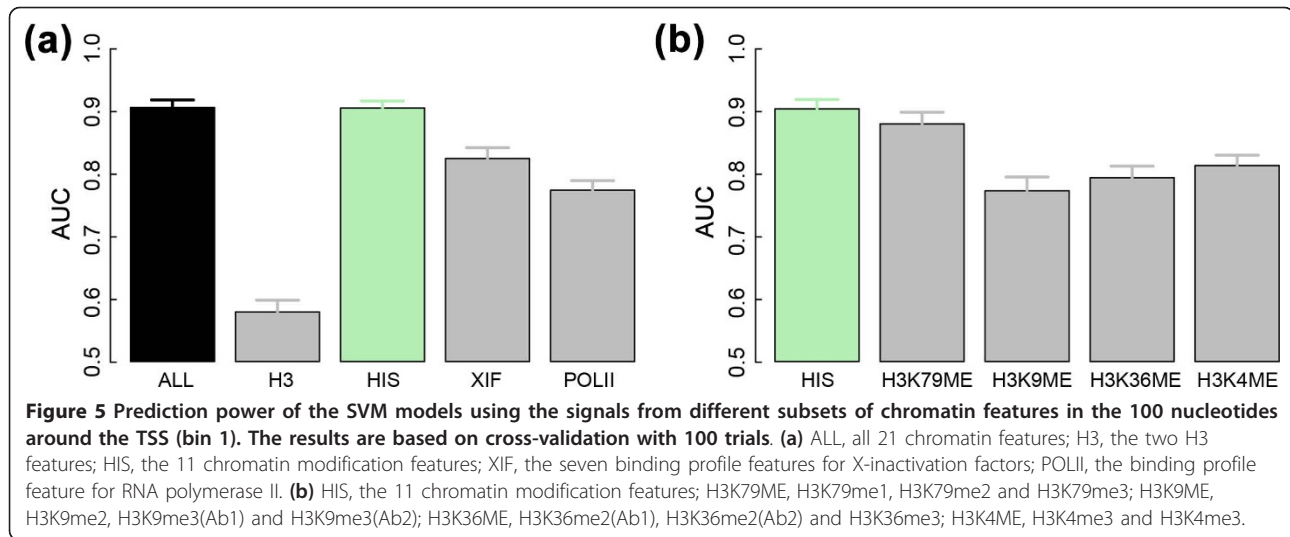 (a)
1.0
0.9
0.8
0.7
0.6
0.5
AUC
ALL H3 HIS XIF POLII
(b)
1.0
0.9
0.8
0.7
0.6
0.5
AUC
HIS H3K79ME H3K9ME H3K36ME H3K4ME
Figure 5 Prediction power of the SVM models using the signals from different subsets of chromatin features in the 100 nucleotides
around the TSS (bin 1). The results are based on cross-validation with 100 trials. (a) ALL, all 21 chromatin features; H3, the two H3
features; HIS, the 11 chromatin modification features; XIF, the seven binding profile features for X-inactivation factors; POLII, the binding profile
feature for RNA polymerase II. (b) HIS, the 11 chromatin modification features; H3K79ME, H3K79me1, H3K79me2 and H3K79me3; H3K9ME,
H3K9me2, H3K9me3(Ab1) and H3K9me3(Ab2); H3K36ME, H3K36me2(Ab1), H3K36me2(Ab2) and H3K36me3; H3K4ME, H3K4me3 and H3K4me3.